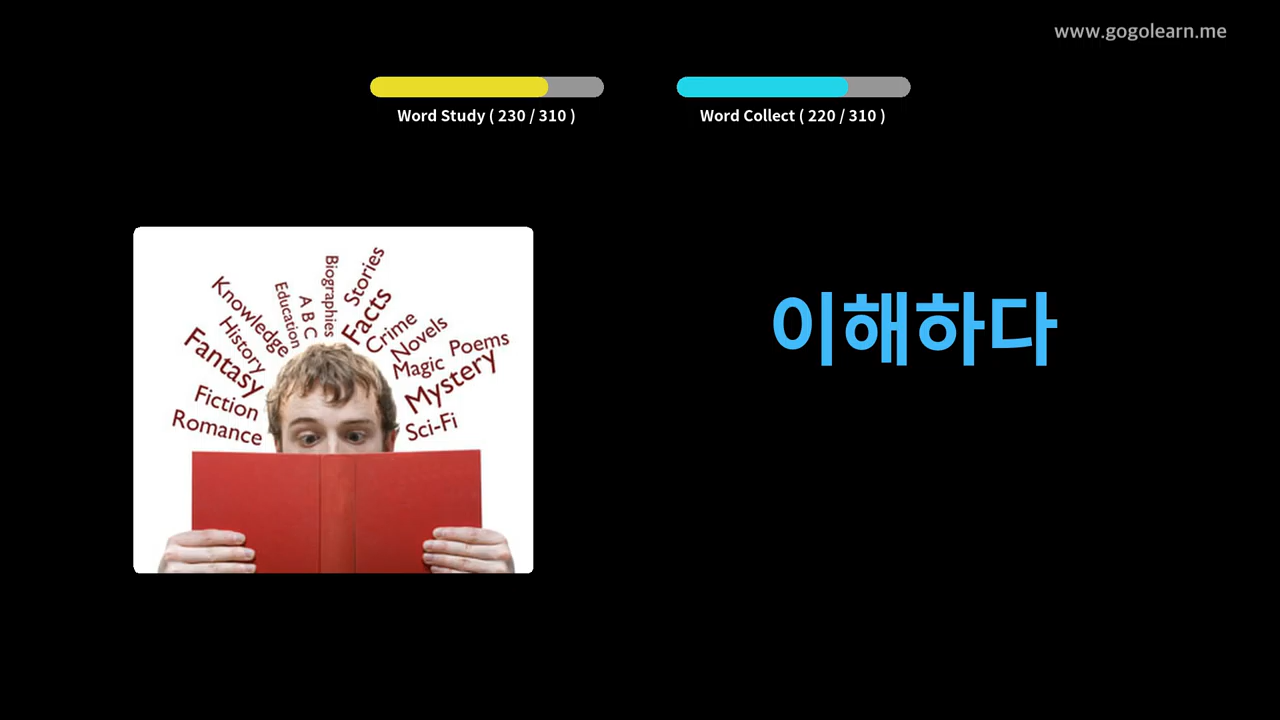 www.gogolearn.me
Word Study ( 230 / 310 )
Word Collect ( 220 / 310 )
Biographies
Stories
Education
A B C
Facts
Knowledge
Crime
History
Novels
Fantasy
Magic
Poems
Mystery
Fiction
Romance
Sci-Fi
이해하다